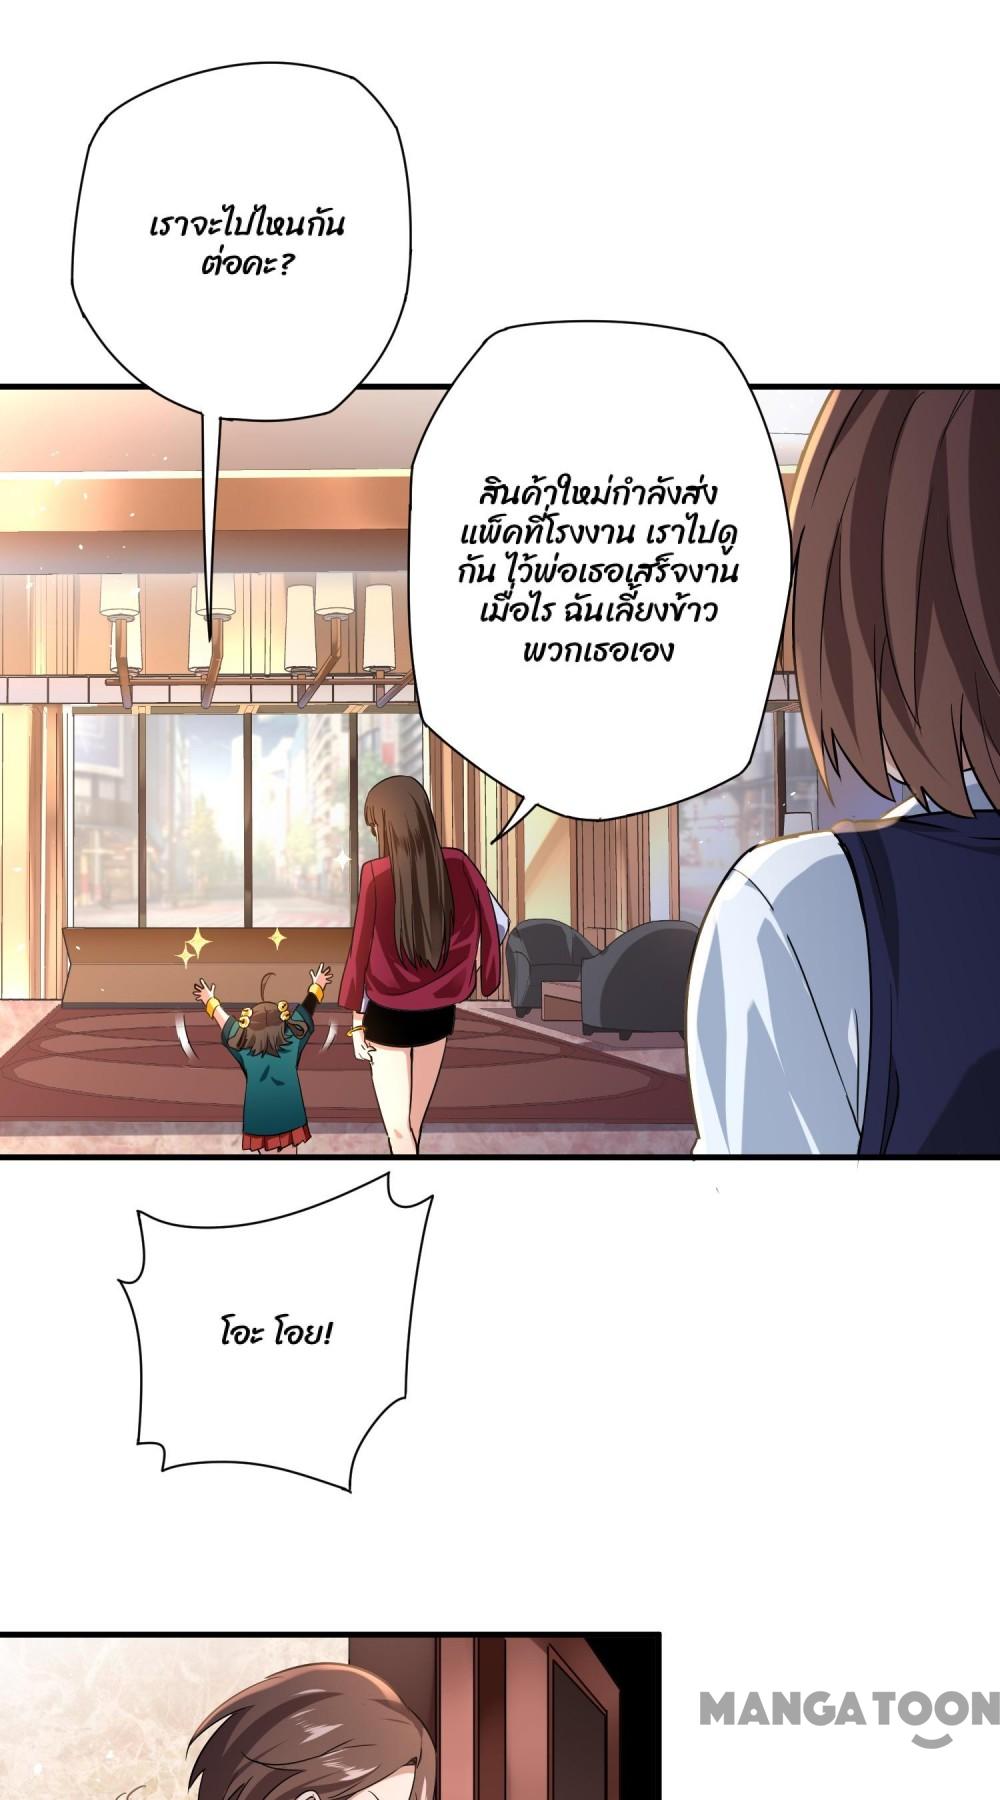 เราจะไปไหนกัน
ต่อคะ?
สินค้าใหม่กำลังส่ง
แพ็คที่โรงงาน เราไปดู
กัน ไว้พ่อเธอเสร็จงาน
เมื่อไร ฉันเลี้ยงข้าว
พวกเธอเอง
โอะ โอย!
MANGATOON